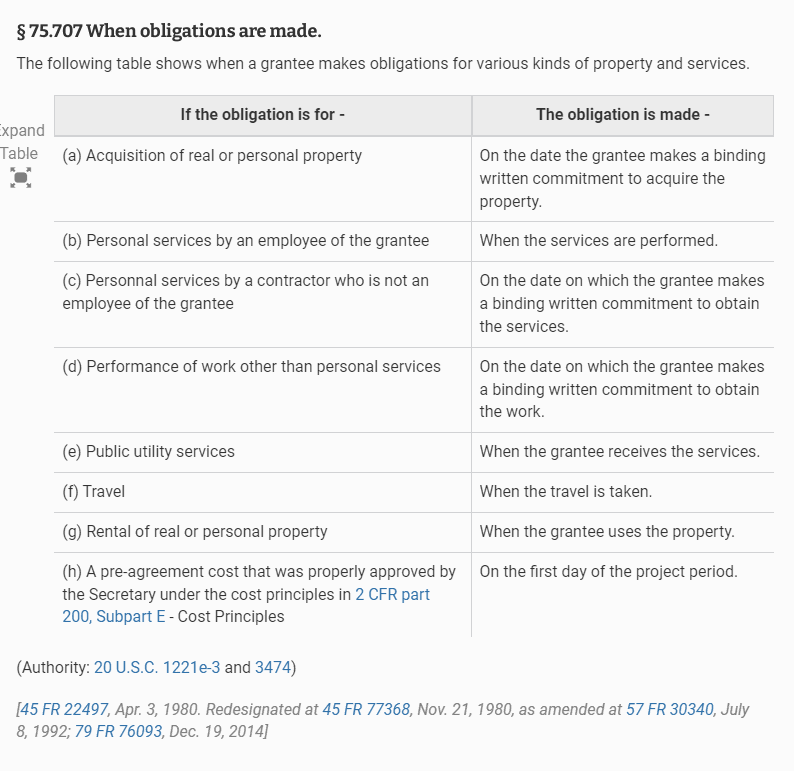 § 75.707 When obligations are made.
The following table shows when a grantee makes obligations for various kinds of property and services.
Expand
Table
If the obligation is for -
The obligation is made -
(a) Acquisition of real or personal property
On the date the grantee makes a binding
written commitment to acquire the
property.
(b) Personal services by an employee of the grantee
When the services are performed.
(c) Personnal services by a contractor who is not an
employee of the grantee
On the date on which the grantee makes
a binding written commitment to obtain
the services.
(d) Performance of work other than personal services
On the date on which the grantee makes
a binding written commitment to obtain
the work.
(e) Public utility services
When the grantee receives the services.
(f) Travel
When the travel is taken.
(g) Rental of real or personal property
When the grantee uses the property.
(h) A pre-agreement cost that was properly approved by
the Secretary under the cost principles in 2 CFR part
200, Subpart E - Cost Principles
On the first day of the project period.
(Authority: 20 U.S.C. 1221e-3 and 3474)
[45 FR 22497, Apr. 3, 1980. Redesignated at 45 FR 77368, Nov. 21, 1980, as amended at 57 FR 30340, July
8, 1992; 79 FR 76093, Dec. 19, 2014]